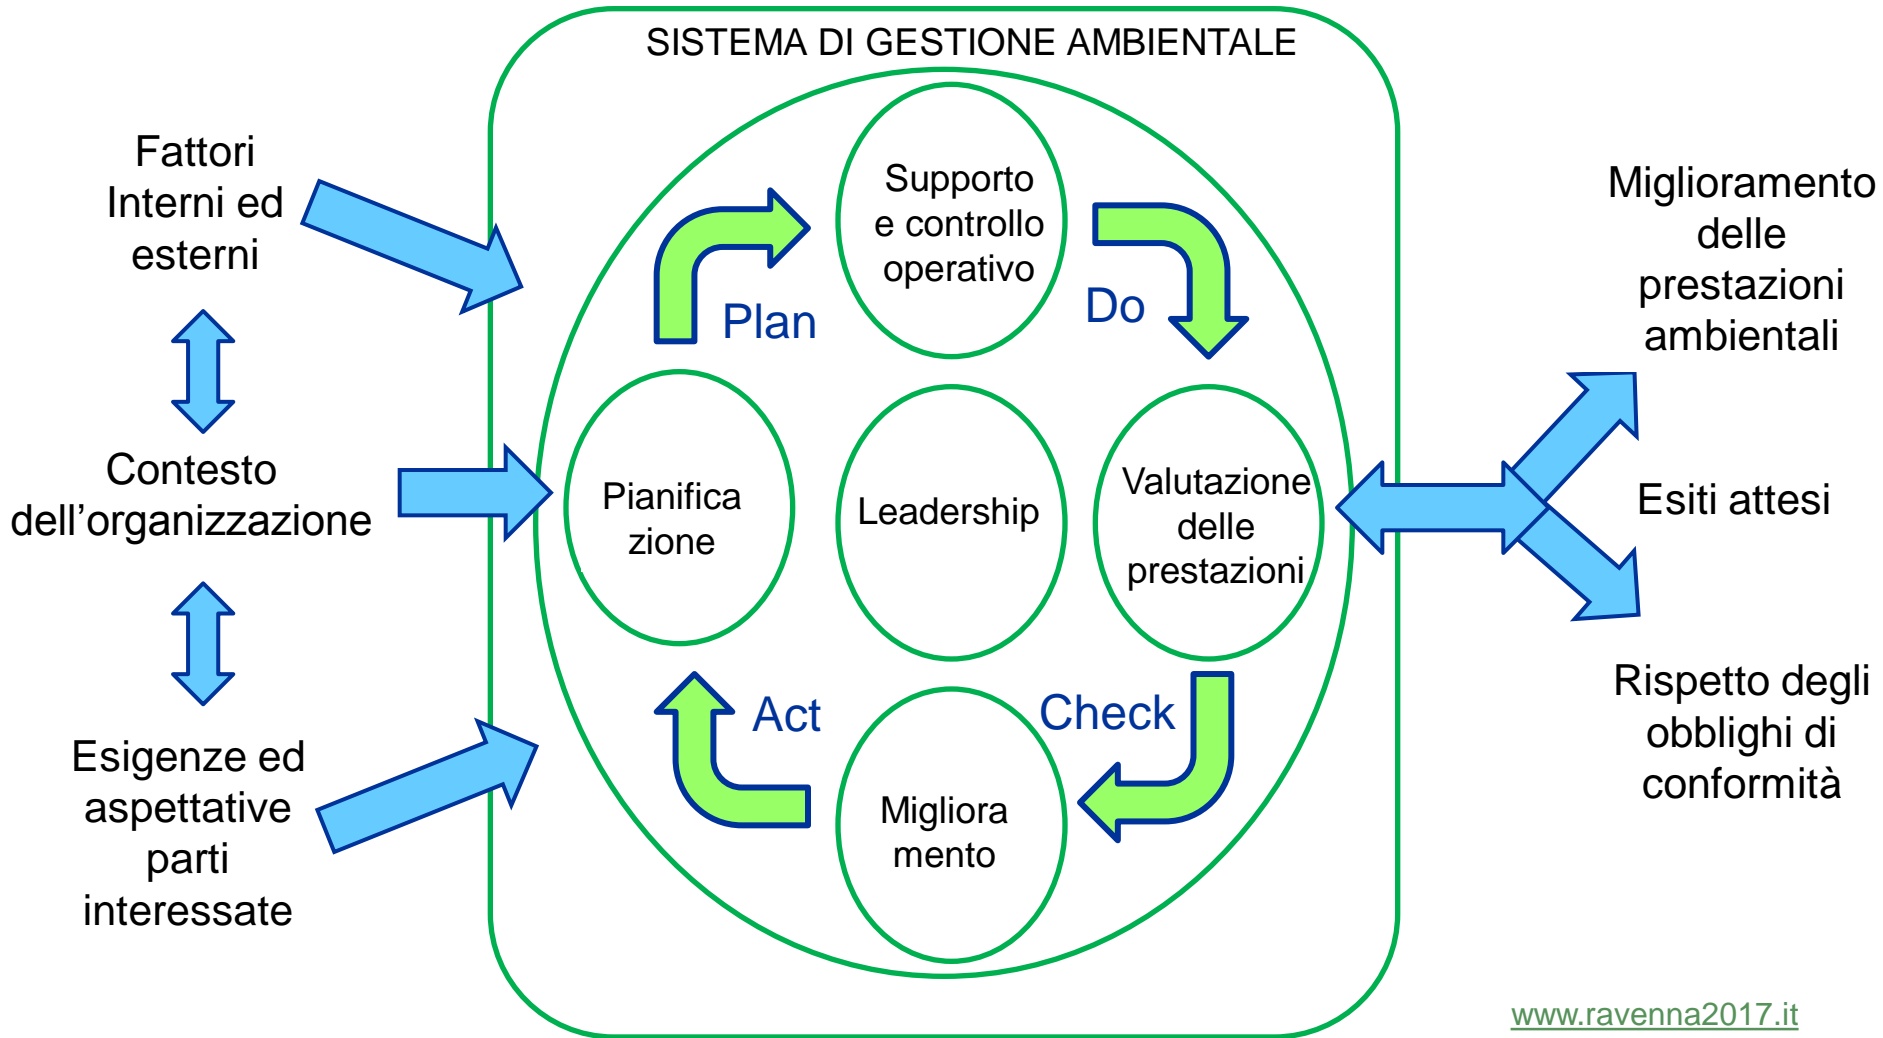 SISTEMA DI GESTIONE AMBIENTALE
Fattori
Interni ed
esterni
Contesto
dell’organizzazione
Esigenze ed
aspettative
parti
interessate
Supporto
e controllo
operativo
Plan
Do
Pianifica
zione
Leadership
Valutazione
delle
prestazioni
Act
Check
Migliora
mento
Miglioramento
delle
prestazioni
ambientali
Esiti attesi
Rispetto degli
obblighi di
conformità
www.ravenna2017.it